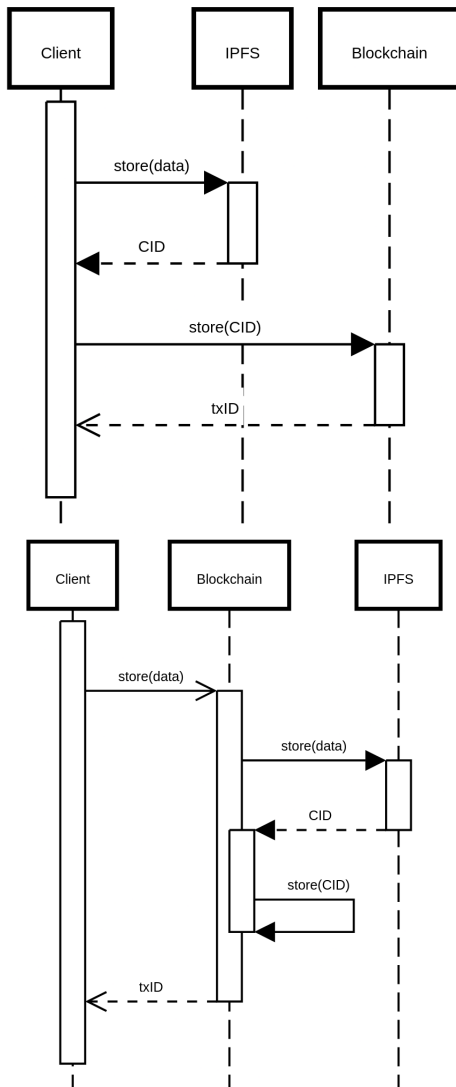 Client
IPFS
Blockchain
store(data)
CID
store(CID)
txID
Client
Blockchain
IPFS
store(data)
store(data)
CID
store(CID)
txID